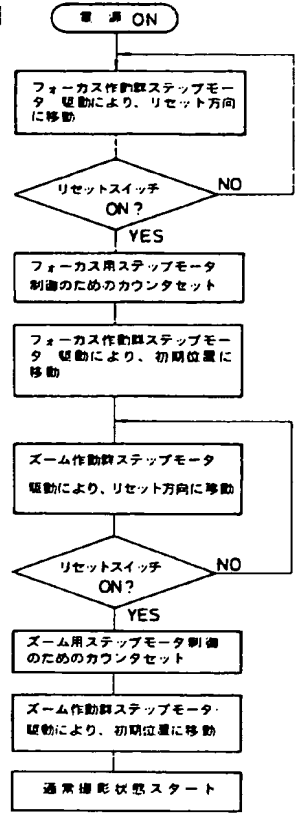 電源 ON
フォーカス作動群ステップモー
タ 駆動により、リセット方向
に移動
リセットスイッチ
ON?
NO
YES
フォーカス用ステップモータ
制御のためのカウンタセット
フォーカス作動群ステップモー
タ 駆動により、初期位置に
移動
ズーム作動群ステップモータ
駆動により、リセット方向に移動
リセットスイッチ
ON?
NO
YES
ズーム用ステップモータ制御
のためのカウンタセット
ズーム作動群ステップモータ・
駆動により、初期位置に移動
通常撮影状態スタート